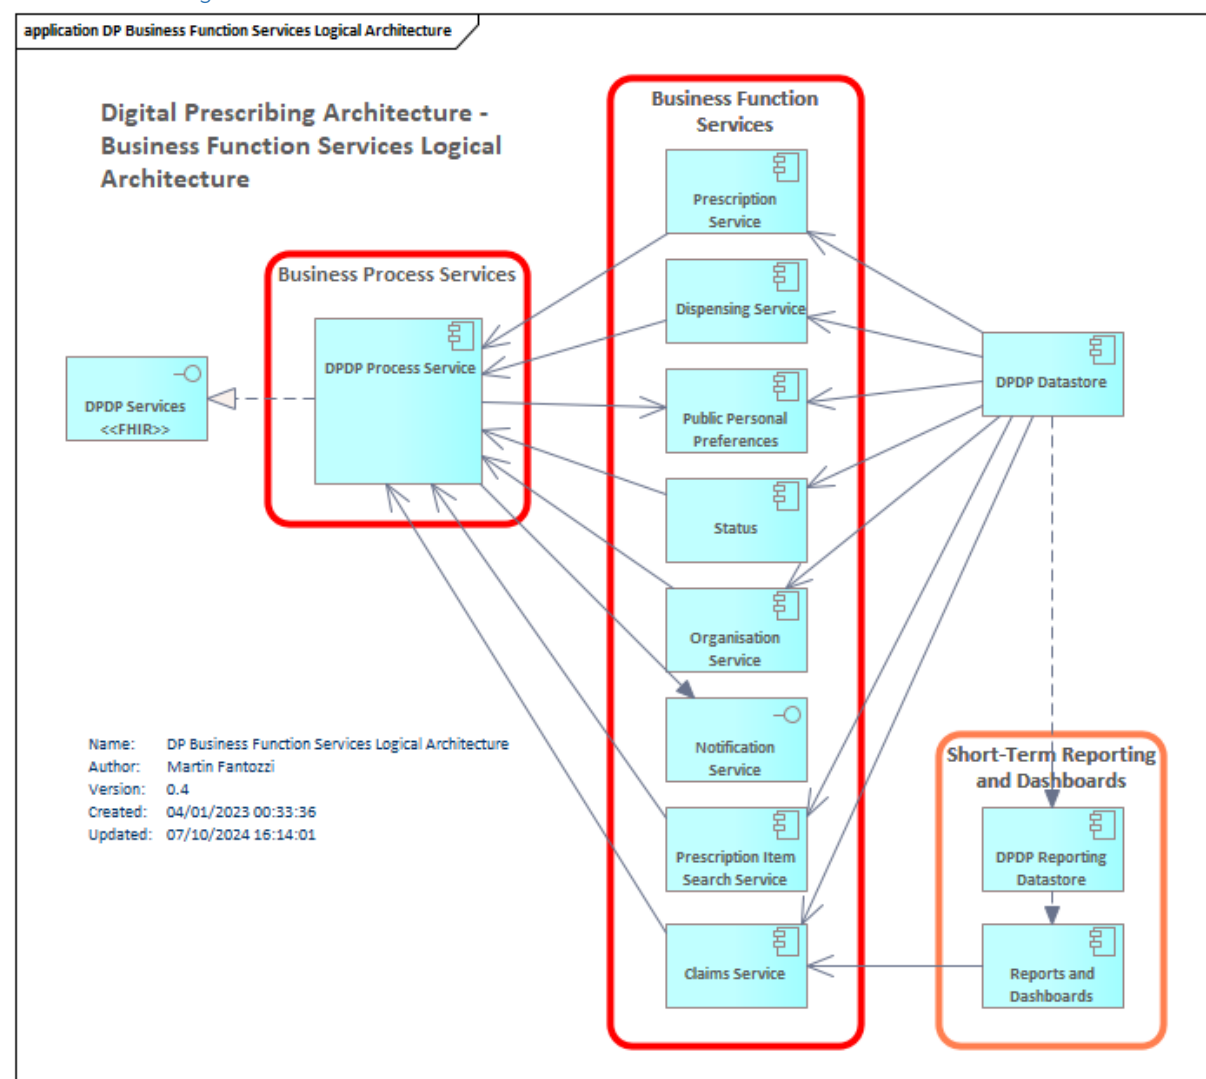 application DP Business Function Services Logical Architecture
Digital Prescribing Architecture -
Business Function Services Logical
Architecture
Business Function
Services
Prescription
Service
Dispensing Service
Public Personal
Preferences
Status
Organisation
Service
Notification
Service
Prescription Item
Search Service
Claims Service
Business Process Services
DPDP Process Service
DPDP Services
<<FHIR>>
DPDP Datastore
Short-Term Reporting
and Dashboards
DPDP Reporting
Datastore
Reports and
Dashboards
Name: DP Business Function Services Logical Architecture
Author: Martin Fantozzi
Version: 0.4
Created: 04/01/2023 00:33:36
Updated: 07/10/2024 16:14:01